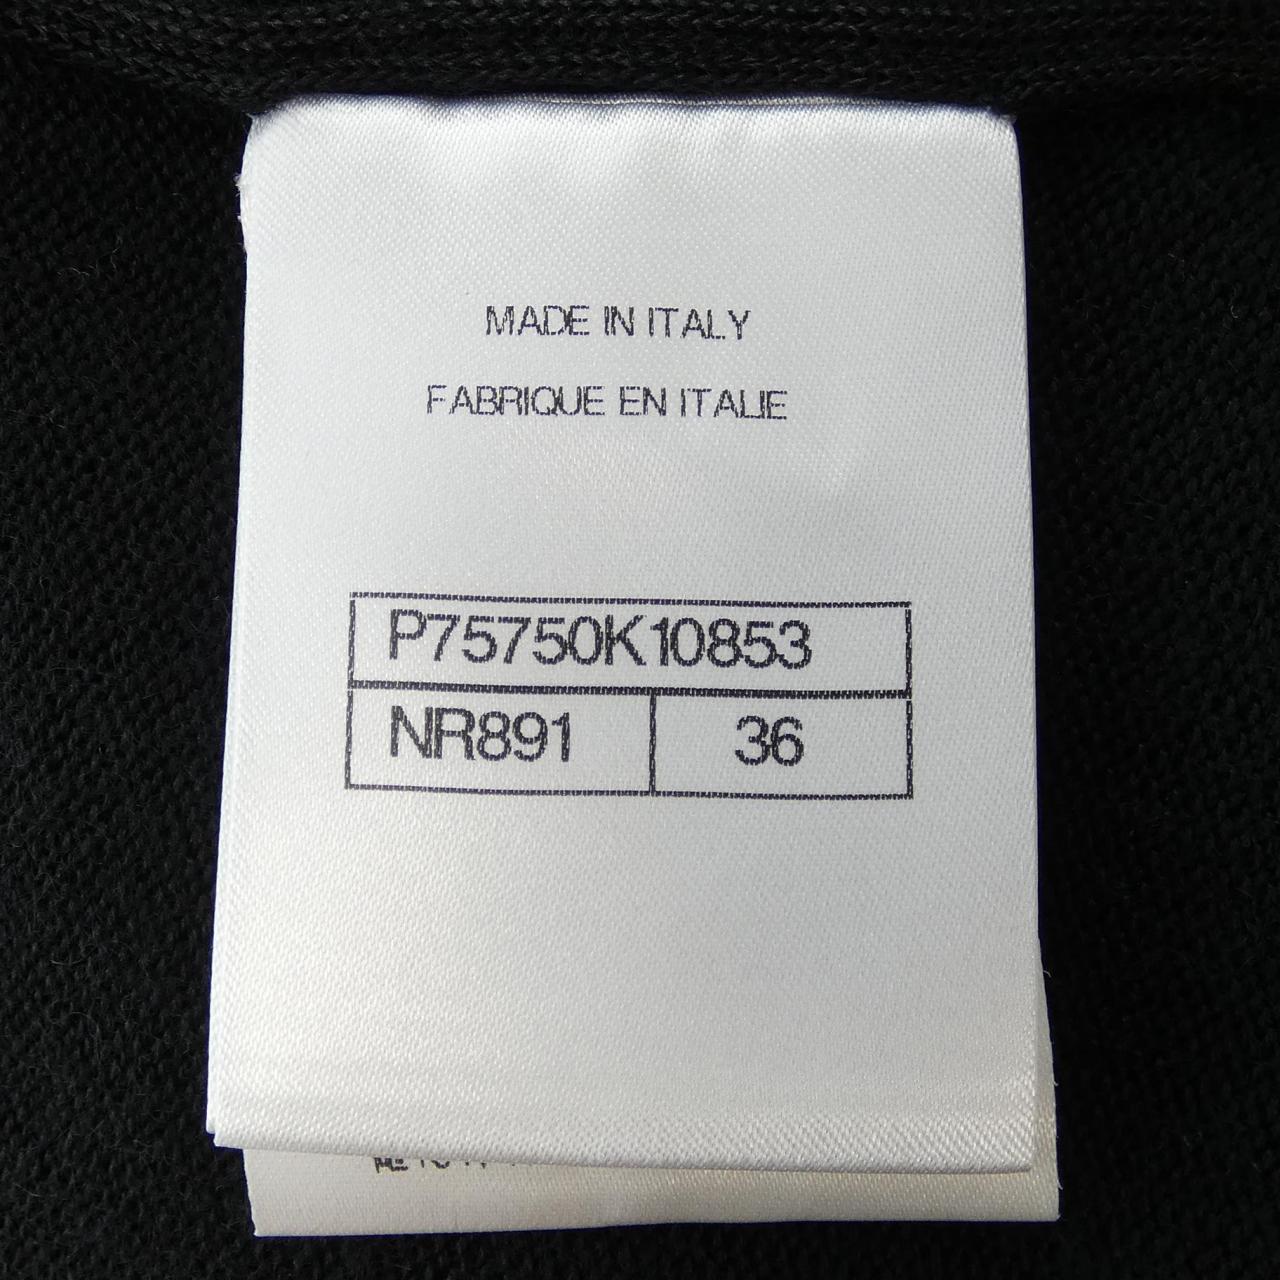 MADE IN ITALY
FABRIQUE EN ITALIE
P75750K10853
NR891 36